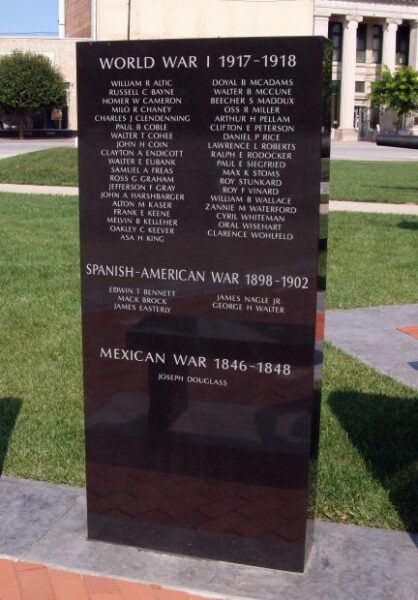 WORLD WAR I 1917-1918
WILLIAM R ALTIC
RUSSELL C BAYNE
HOMER W CAMERON
MILO R CHANEY
CHARLES J CLENDENNING
PAUL B COBLE
WALTER T COHEE
JOHN H COIN
CLAYTON A ENDICOTT
WALTER E EUBANK
SAMUEL A FREAS
ROSS G GRAHAM
JEFFERSON F GRAY
JOHN A HARSHBARGER
ALTON M KASER
FRANK E KEENE
MELVIN B KELLEHER
OAKLEY C KEEVER
ASA H KING
DOYAL B MCADAMS
WALTER B MCCUNE
BEECHER S MADDUX
OSS R MILLER
ARTHUR H PELLAM
CLIFTON E PETERSON
DANIEL P RICE
LAWRENCE L ROBERTS
RALPH E RODOCKER
PAUL E SIEGFRIED
MAX K STOMS
ROY STUNKARD
ROY F VINARD
WILLIAM B WALLACE
ZANNIE M WATERFORD
CYRIL WHITEMAN
ORAL WISEHART
CLARENCE WOHLFELD
SPANISH-AMERICAN WAR 1898-1902
EDWIN T BENNETT
MACK BROCK
JAMES EASTERLY
JAMES NAGLE JR
GEORGE H WALTER
MEXICAN WAR 1846-1848
JOSEPH DOUGLASS